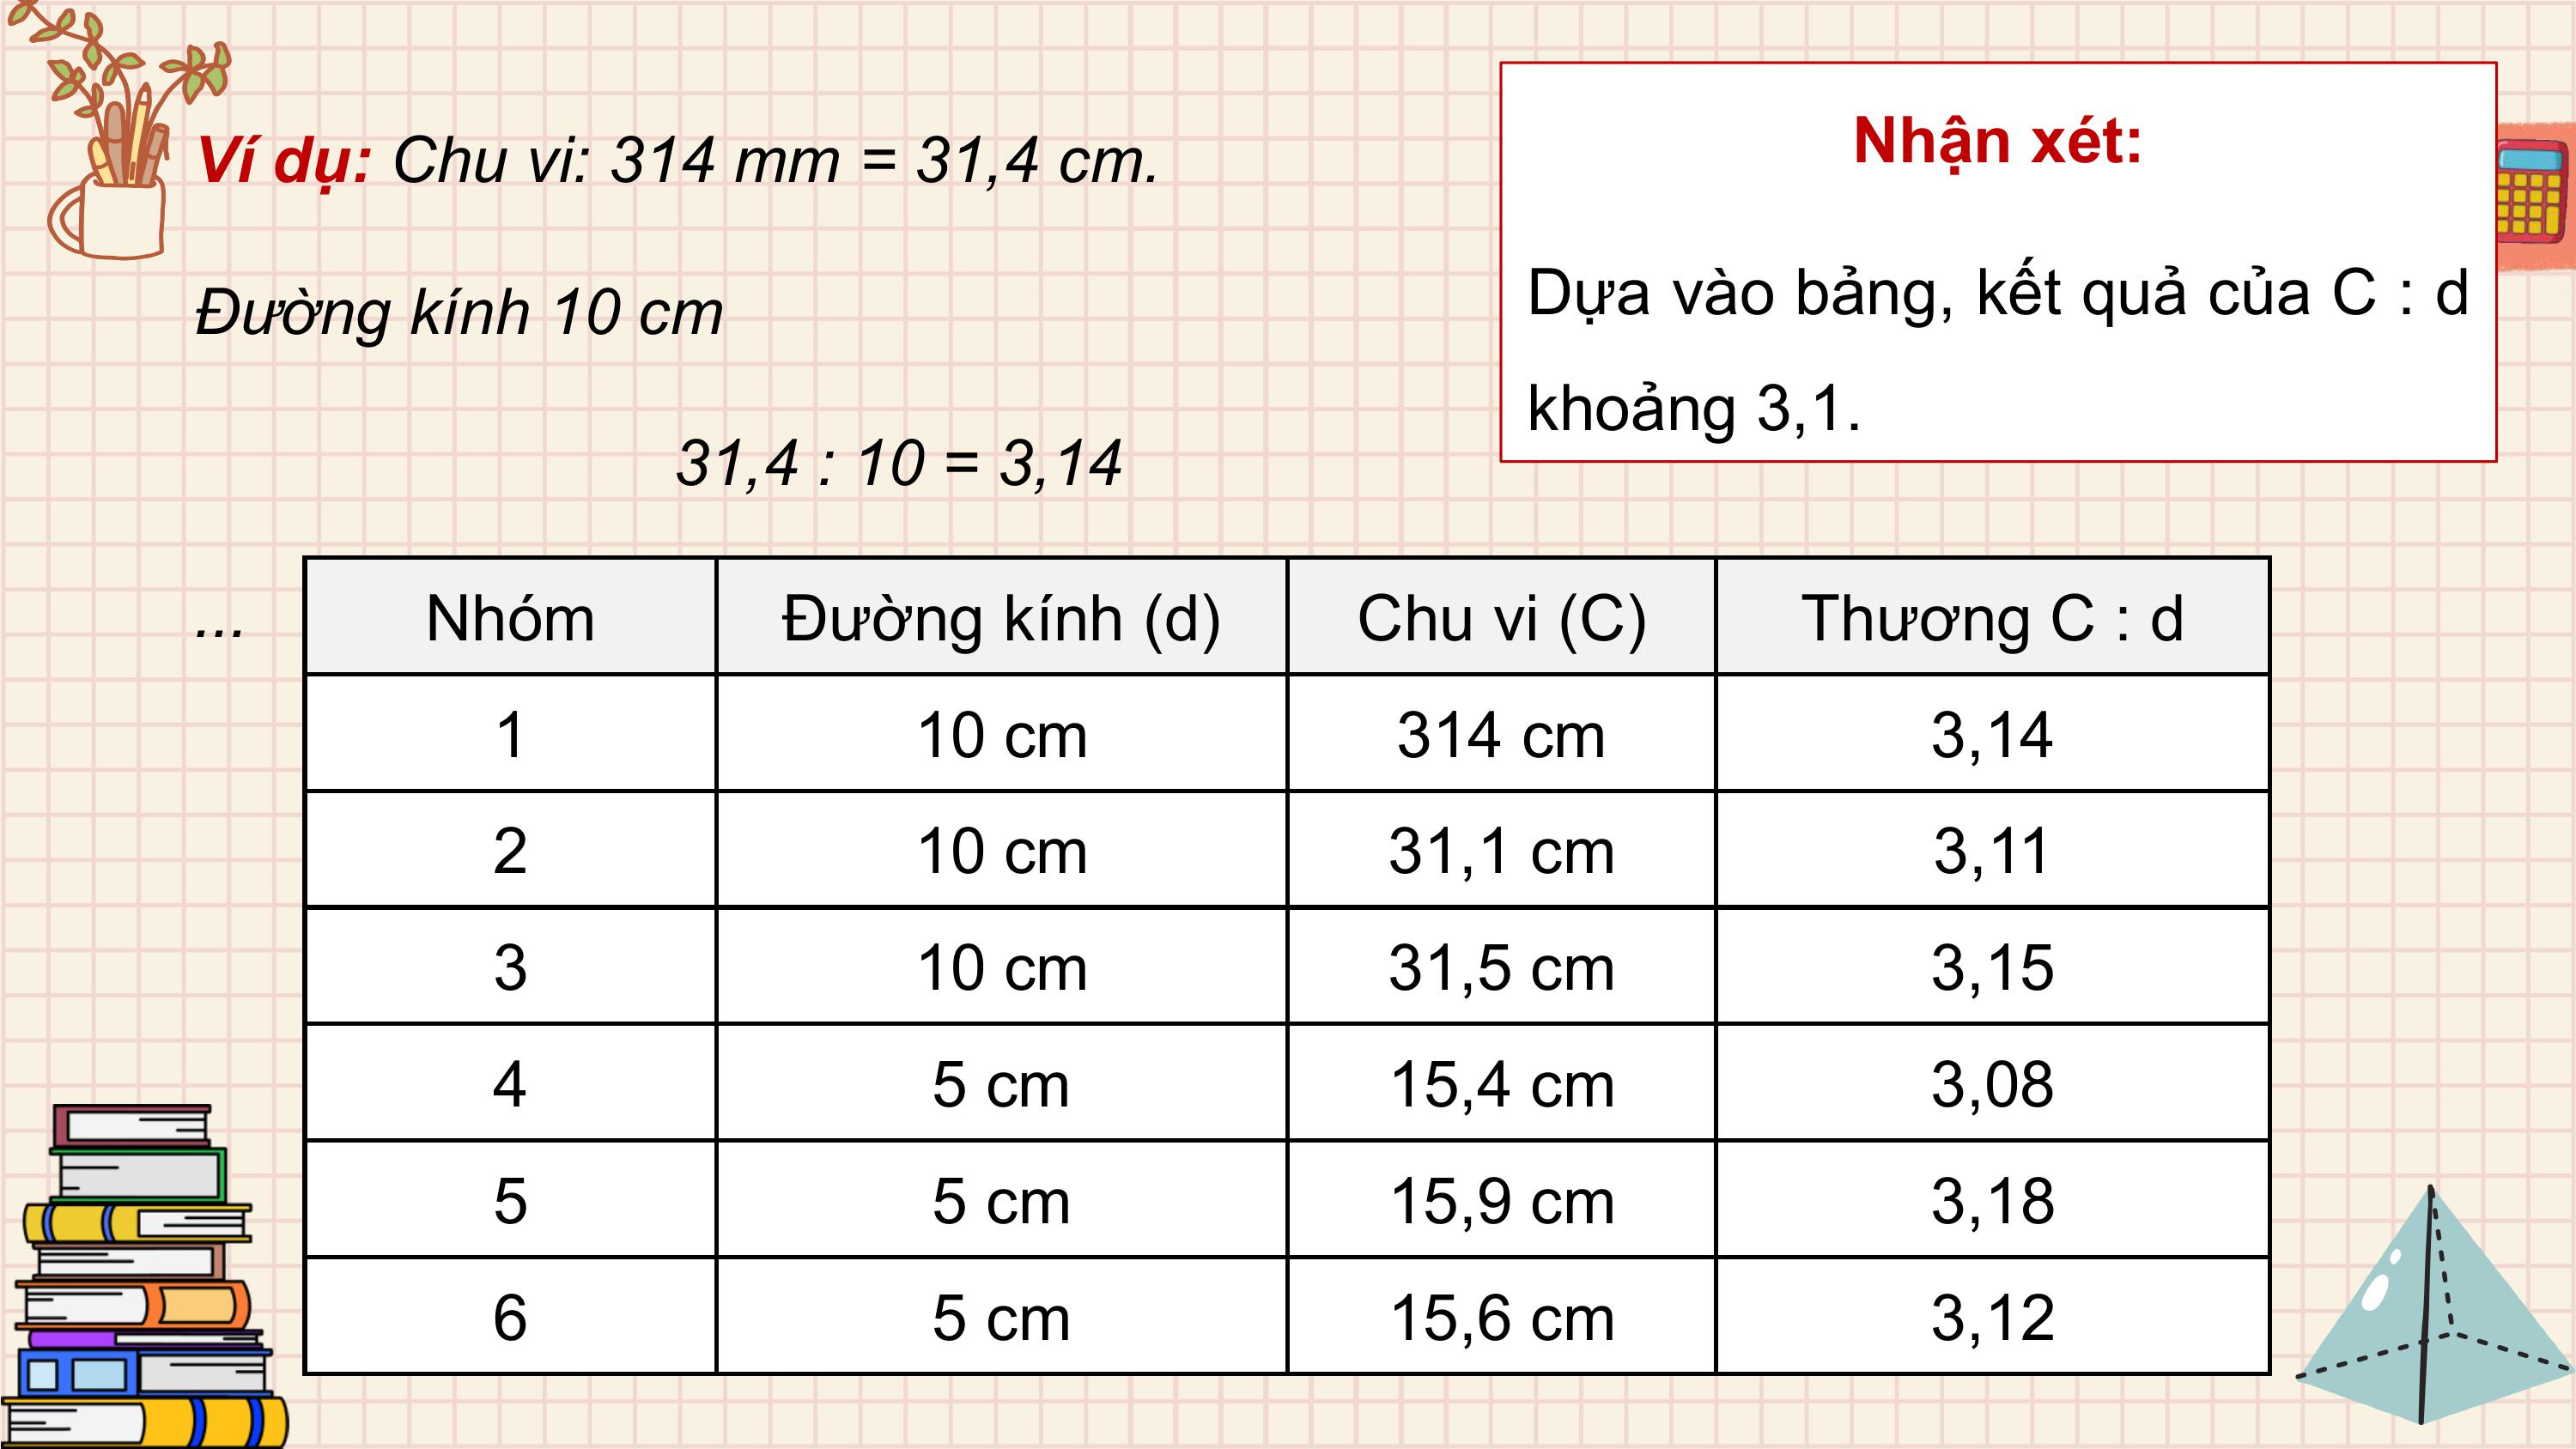 Ví dụ: Chu vi: 314 mm = 31,4 cm.
Đường kính 10 cm
31,4 : 10 = 3,14
...
Nhận xét:
Dựa vào bảng, kết quả của C : d
khoảng 3,1.
Nhóm Đường kính (d) Chu vi (C) Thương C : d
1 10 cm 314 cm 3,14
2 10 cm 31,1 cm 3,11
3 10 cm 31,5 cm 3,15
4 5 cm 15,4 cm 3,08
5 5 cm 15,9 cm 3,18
6 5 cm 15,6 cm 3,12